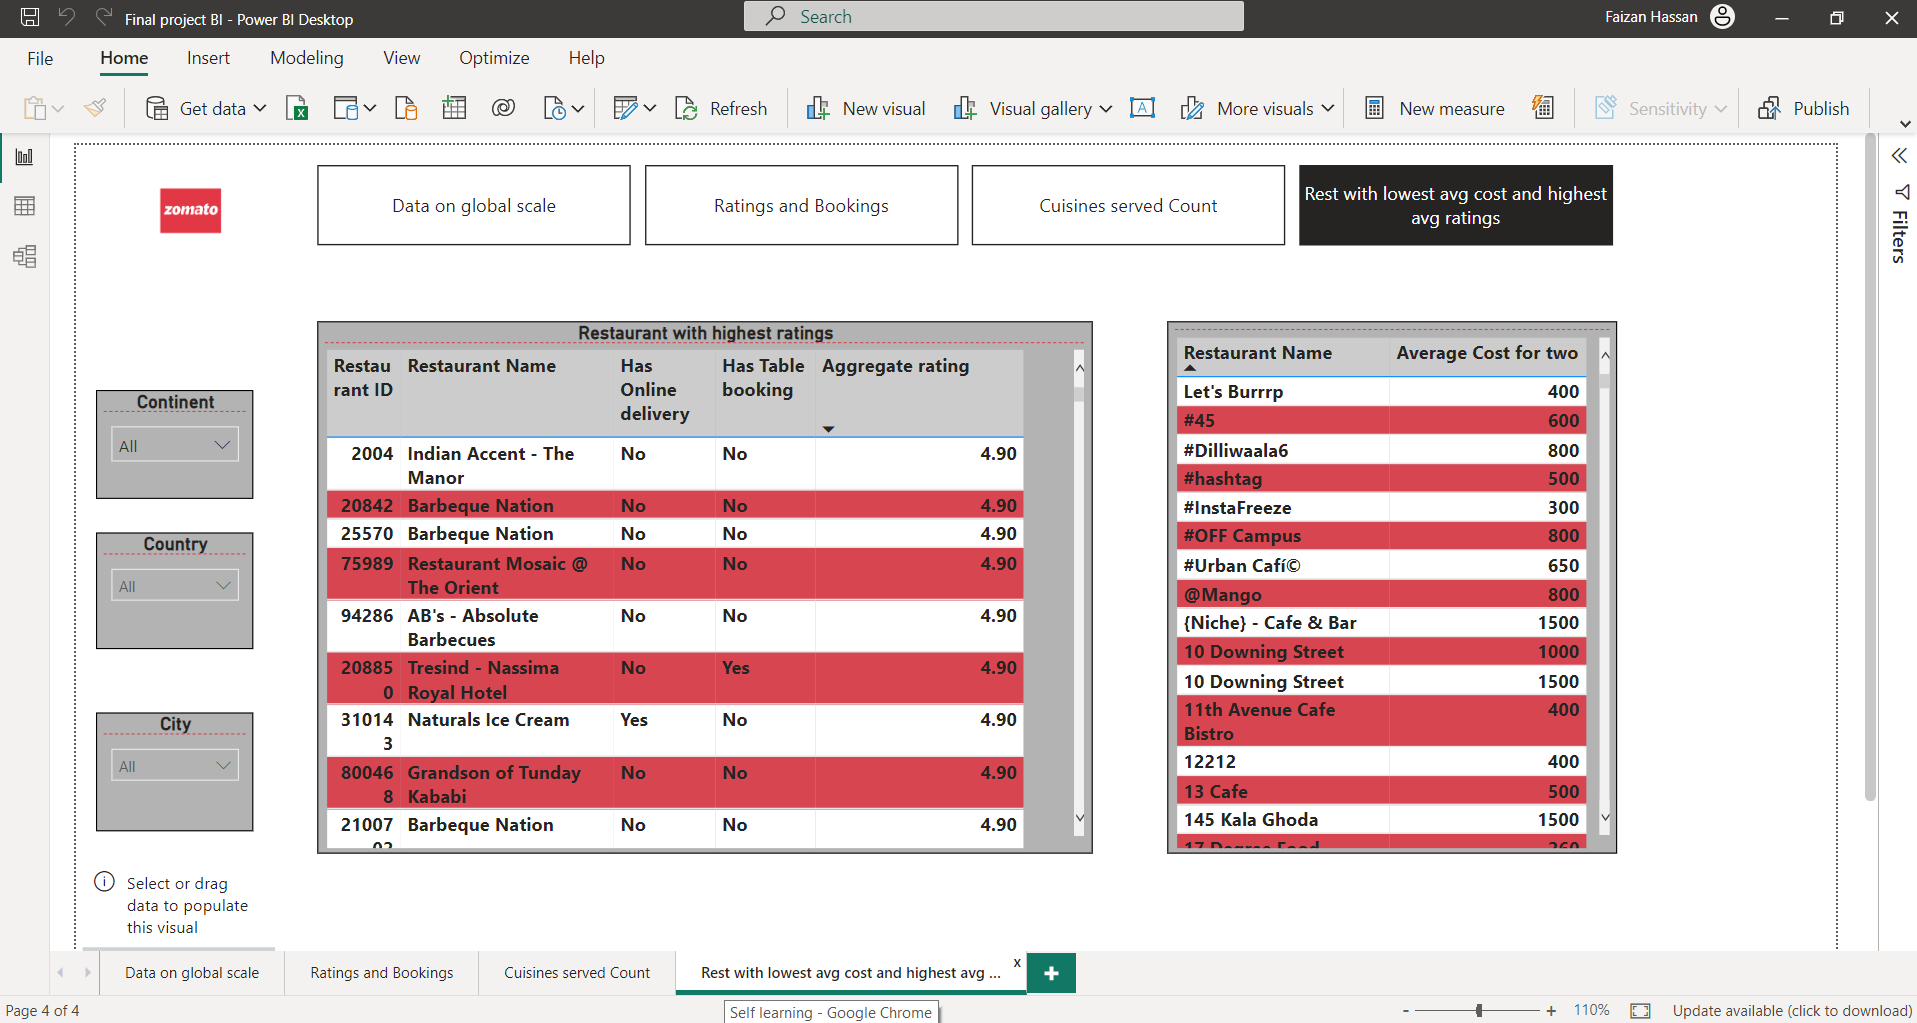 Final project BI - Power BI Desktop
Search
Faizan Hassan
File Home Insert Modeling View Optimize Help
Get data Refresh New visual Visual gallery More visuals New measure Sensitivity Publish
zomato
Data on global scale
Ratings and Bookings
Cuisines served Count
Rest with lowest avg cost and highest
avg ratings
Filters
Continent
All
Country
All
City
All
Select or drag
data to populate
this visual
Restaurant with highest ratings
Restau Restaurant Name Has Has Table Aggregate rating
rant ID Online booking
delivery
2004 Indian Accent - The No No 4.90
Manor
20842 Barbeque Nation No No 4.90
25570 Barbeque Nation No No 4.90
75989 Restaurant Mosaic @ No No 4.90
The Orient
94286 AB's - Absolute No No 4.90
Barbecues
20885 Tresind - Nassima No Yes 4.90
0 Royal Hotel
31014 Naturals Ice Cream Yes No 4.90
3
80046 Grandson of Tunday No No 4.90
8 Kababi
21007 Barbeque Nation No No 4.90
Restaurant Name Average Cost for two
Let's Burrrp 400
#45 600
#Dilliwaala6 800
#hashtag 500
#InstaFreeze 300
#OFF Campus 800
#Urban Cafí© 650
@Mango 800
{Niche} - Cafe & Bar 1500
10 Downing Street 1000
10 Downing Street 1500
11th Avenue Cafe 400
Bistro
12212 400
13 Cafe 500
145 Kala Ghoda 1500
17 Degree Food
Data on global scale
Ratings and Bookings
Cuisines served Count
Rest with lowest avg cost and highest avg ...
x
+
Page 4 of 4
Self learning - Google Chrome
- + 110%
Update available (click to download)